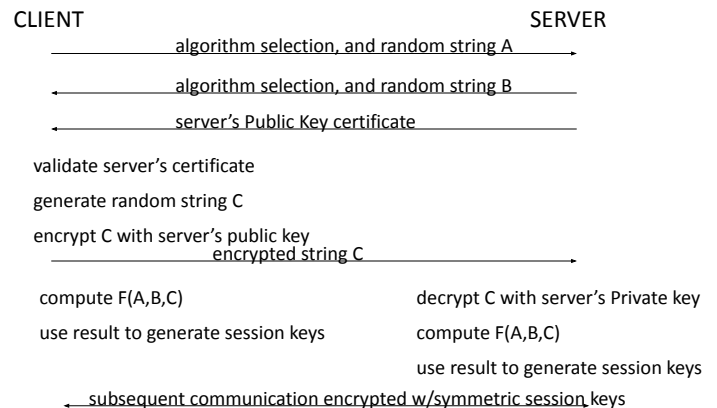 CLIENT SERVER
algorithm selection, and random string A
algorithm selection, and random string B
server’s Public Key certificate
validate server’s certificate
generate random string C
encrypt C with server’s public key
encrypted string C
compute F(A,B,C) decrypt C with server’s Private key
use result to generate session keys compute F(A,B,C)
use result to generate session keys
subsequent communication encrypted w/symmetric session keys